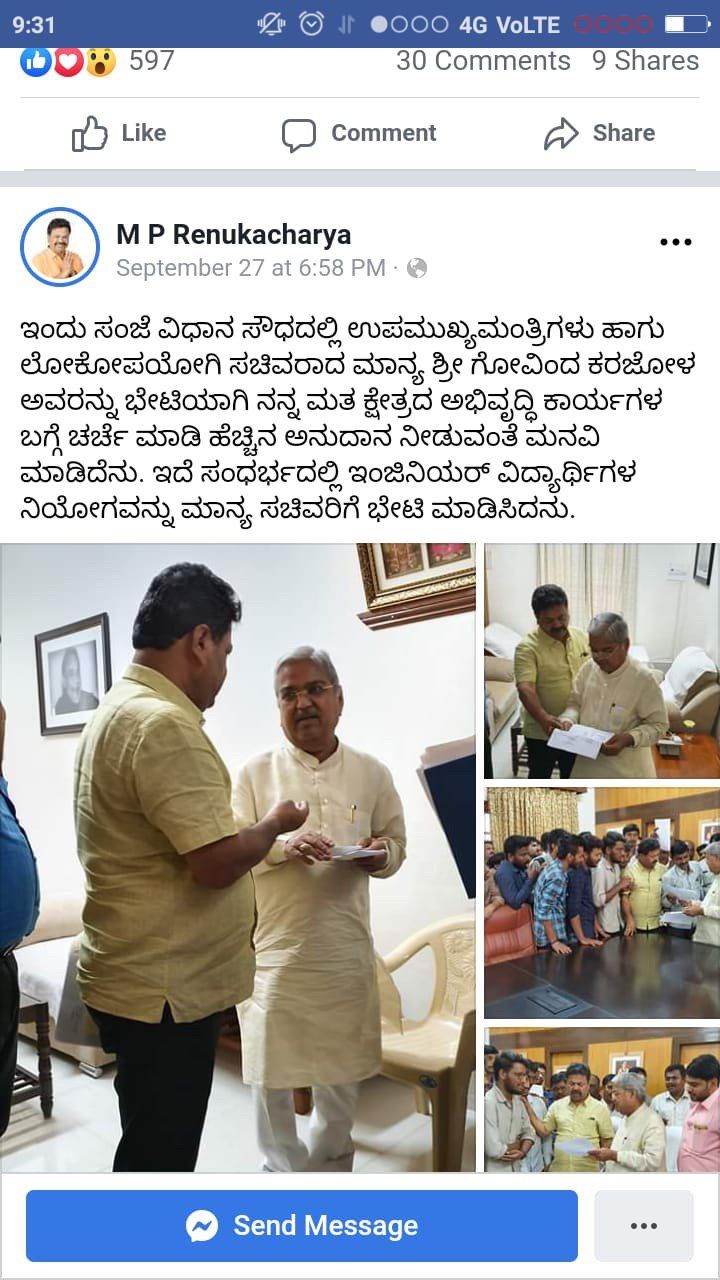 9:31
4G VoLTE
597
30 Comments 9 Shares
Like
Comment
Share
M P Renukacharya
September 27 at 6:58 PM ·
ಇಂದು ಸಂಜೆ ವಿಧಾನ ಸೌಧದಲ್ಲಿ ಉಪಮುಖ್ಯಮಂತ್ರಿಗಳು ಹಾಗು
ಲೋಕೋಪಯೋಗಿ ಸಚಿವರಾದ ಮಾನ್ಯ ಶ್ರೀ ಗೋವಿಂದ ಕರಜೋಳ
ಅವರನ್ನು ಭೇಟಿಯಾಗಿ ನನ್ನ ಮತ ಕ್ಷೇತ್ರದ ಅಭಿವೃದ್ಧಿ ಕಾರ್ಯಗಳ
ಬಗ್ಗೆ ಚರ್ಚೆ ಮಾಡಿ ಹೆಚ್ಚಿನ ಅನುದಾನ ನೀಡುವಂತೆ ಮನವಿ
ಮಾಡಿದೆನು. ಇದೆ ಸಂಧರ್ಭದಲ್ಲಿ ಇಂಜಿನಿಯರ್ ವಿದ್ಯಾರ್ಥಿಗಳ
ನಿಯೋಗವನ್ನು ಮಾನ್ಯ ಸಚಿವರಿಗೆ ಭೇಟಿ ಮಾಡಿಸಿದನು.
Send Message